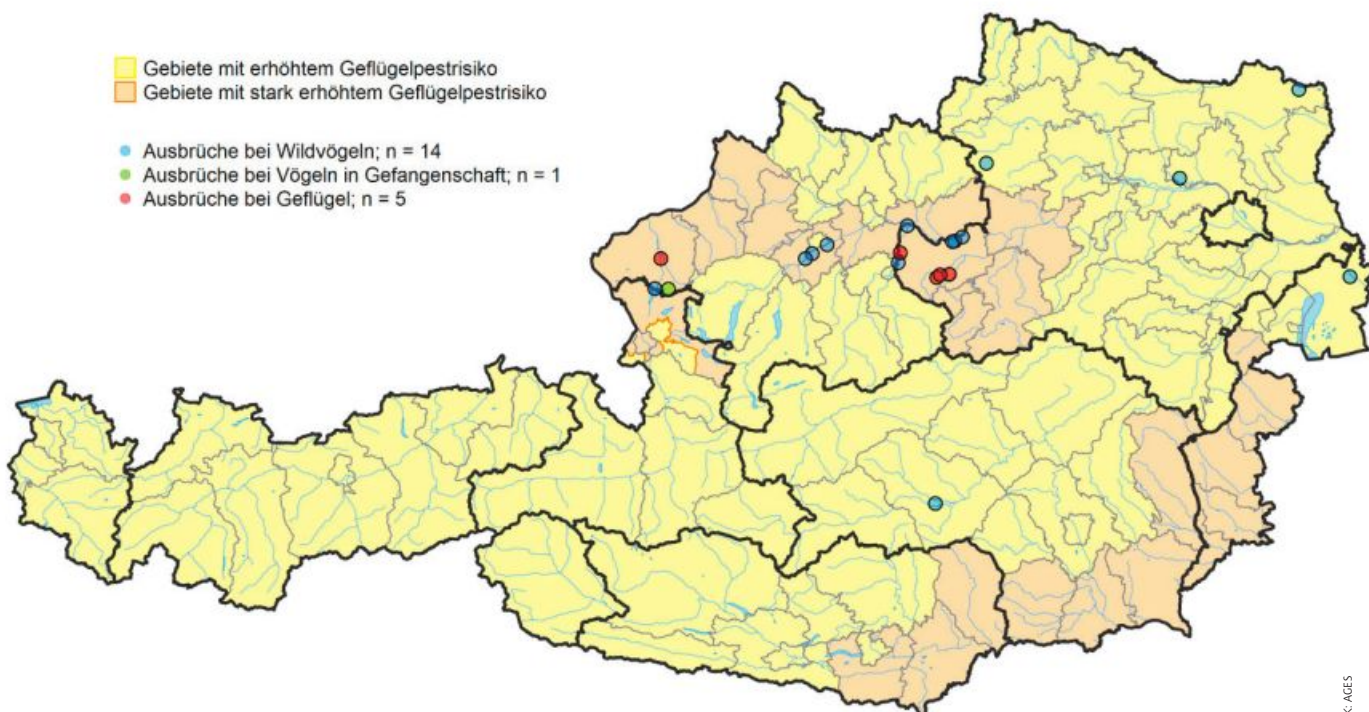 Gebiete mit erhöhtem Geflügelpestrisiko
Gebiete mit stark erhöhtem Geflügelpestrisiko
Ausbrüche bei Wildvögeln; n = 14
Ausbrüche bei Vögeln in Gefangenschaft; n = 1
Ausbrüche bei Geflügel; n = 5
K: AGES